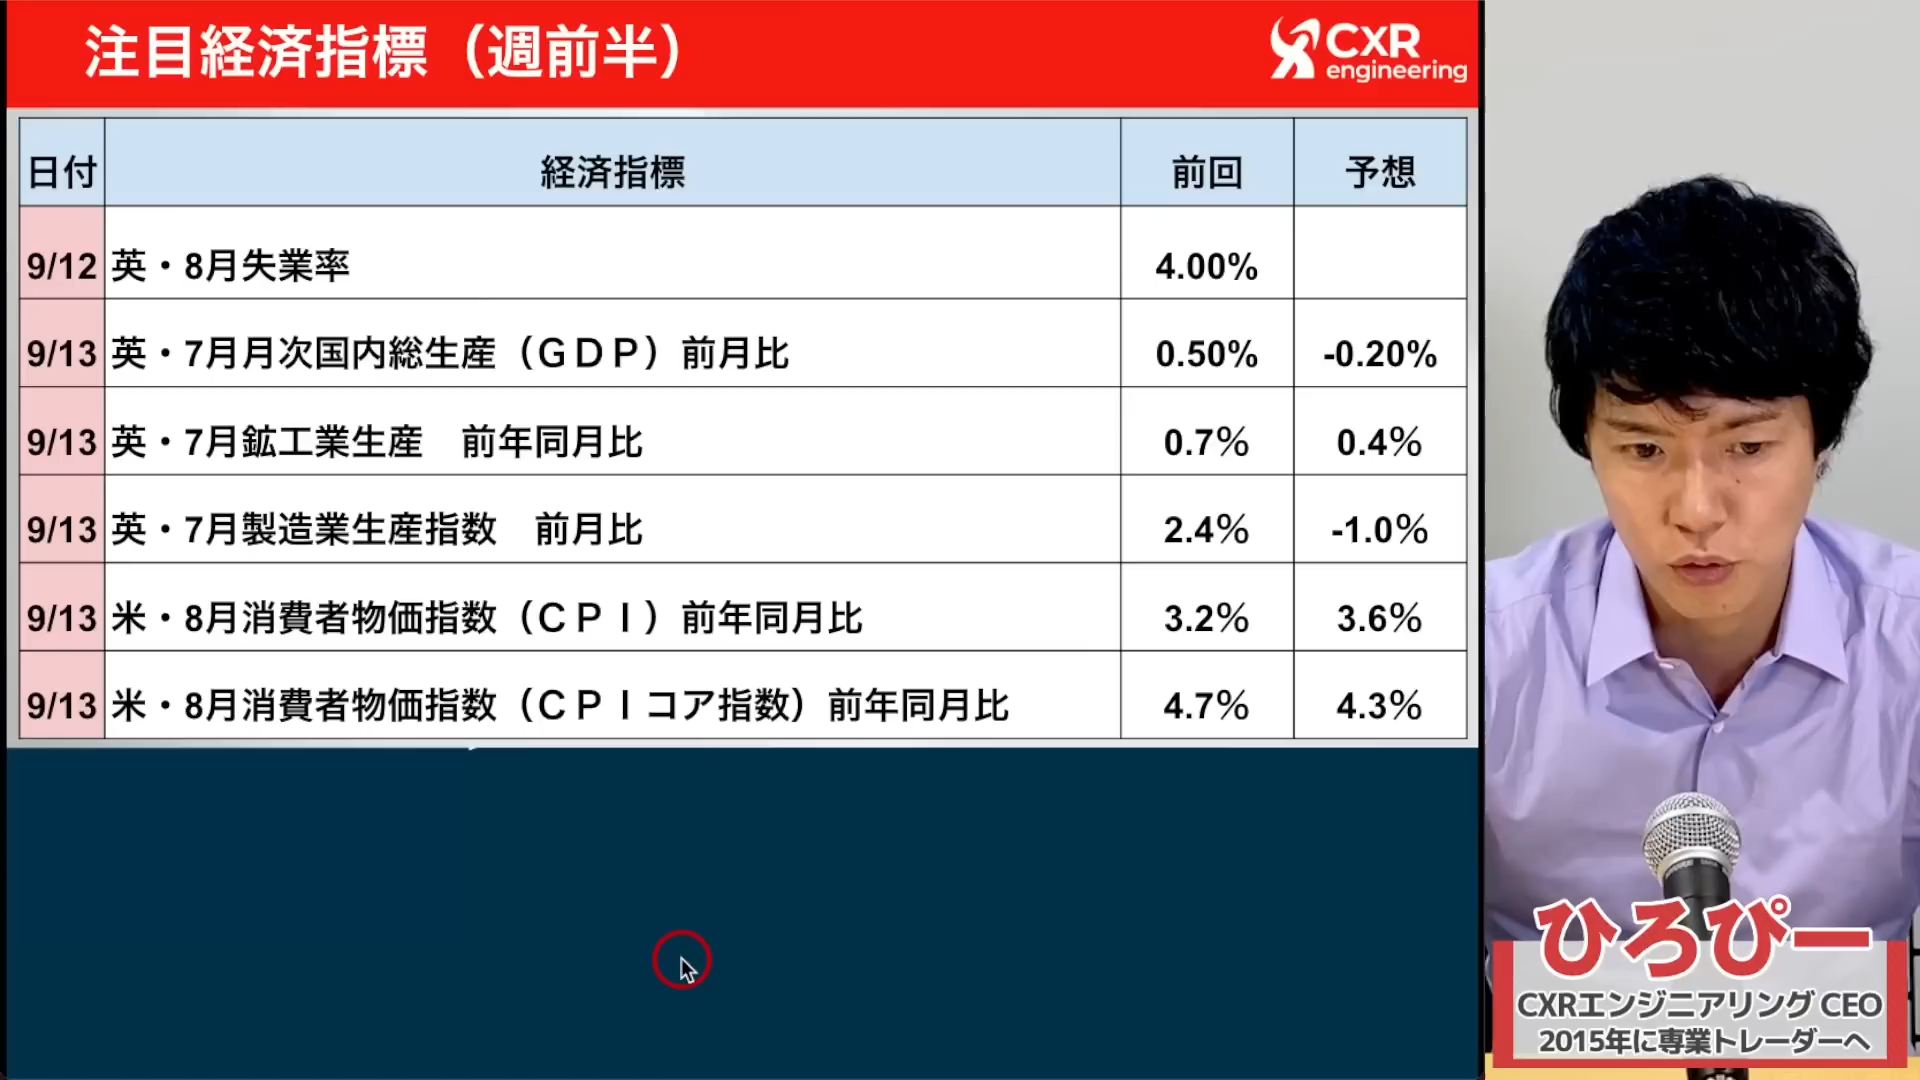 注目経済指標（週前半）
CXR
engineering
日付 経済指標 前回 予想
9/12 英・8月失業率 4.00%
9/13 英・7月月次国内総生産（ＧＤＰ）前月比 0.50% -0.20%
9/13 英・7月鉱工業生産　前年同月比 0.7% 0.4%
9/13 英・7月製造業生産指数　前月比 2.4% -1.0%
9/13 米・8月消費者物価指数（ＣＰＩ）前年同月比 3.2% 3.6%
9/13 米・8月消費者物価指数（ＣＰＩコア指数）前年同月比 4.7% 4.3%
ひろぴー
CXRエンジニアリング CEO
2015年に専業トレーダーへ